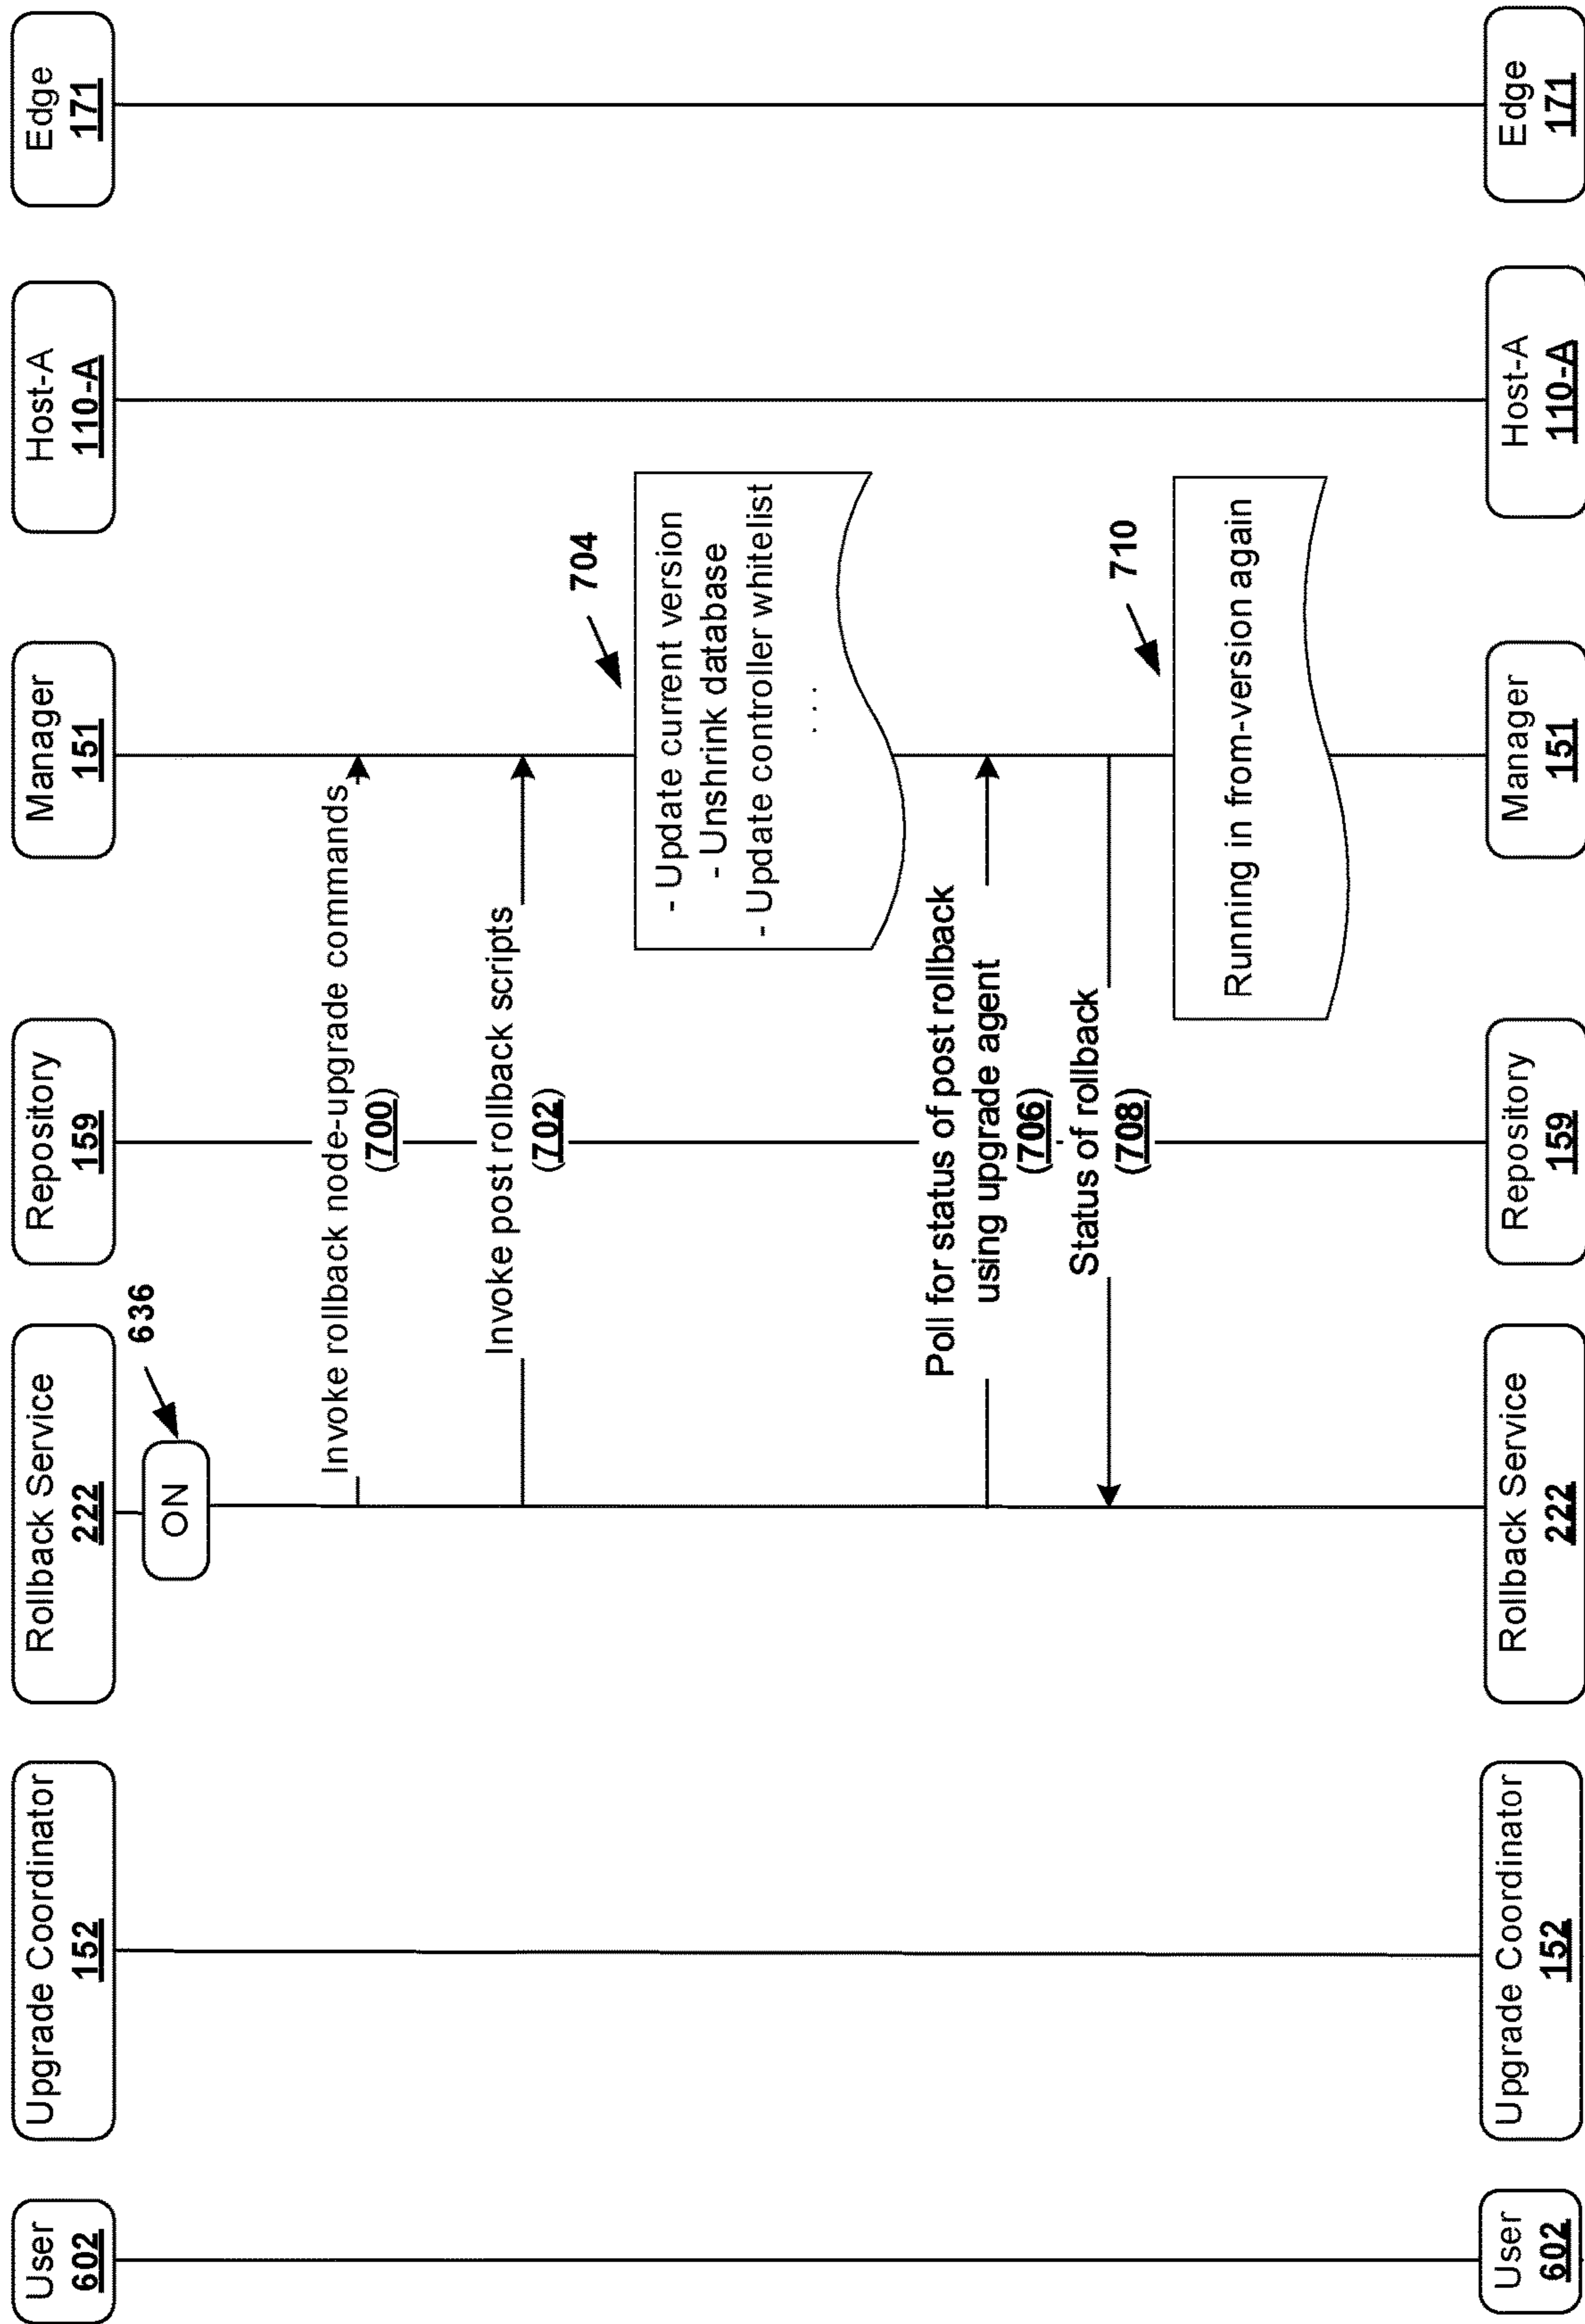 User
602
Upgrade Coordinator
152
Rollback Service
222
Repository
159
Manager
151
Host-A
110-A
Edge
171
ON
636
Invoke rollback node-upgrade commands
(700)
Invoke post rollback scripts
(702)
704
- Update current version
- Unshrink database
- Update controller whitelist
. . .
Poll for status of post rollback
using upgrade agent
(706)
Status of rollback
(708)
710
Running in from-version again
User
602
Upgrade Coordinator
152
Rollback Service
222
Repository
159
Manager
151
Host-A
110-A
Edge
171